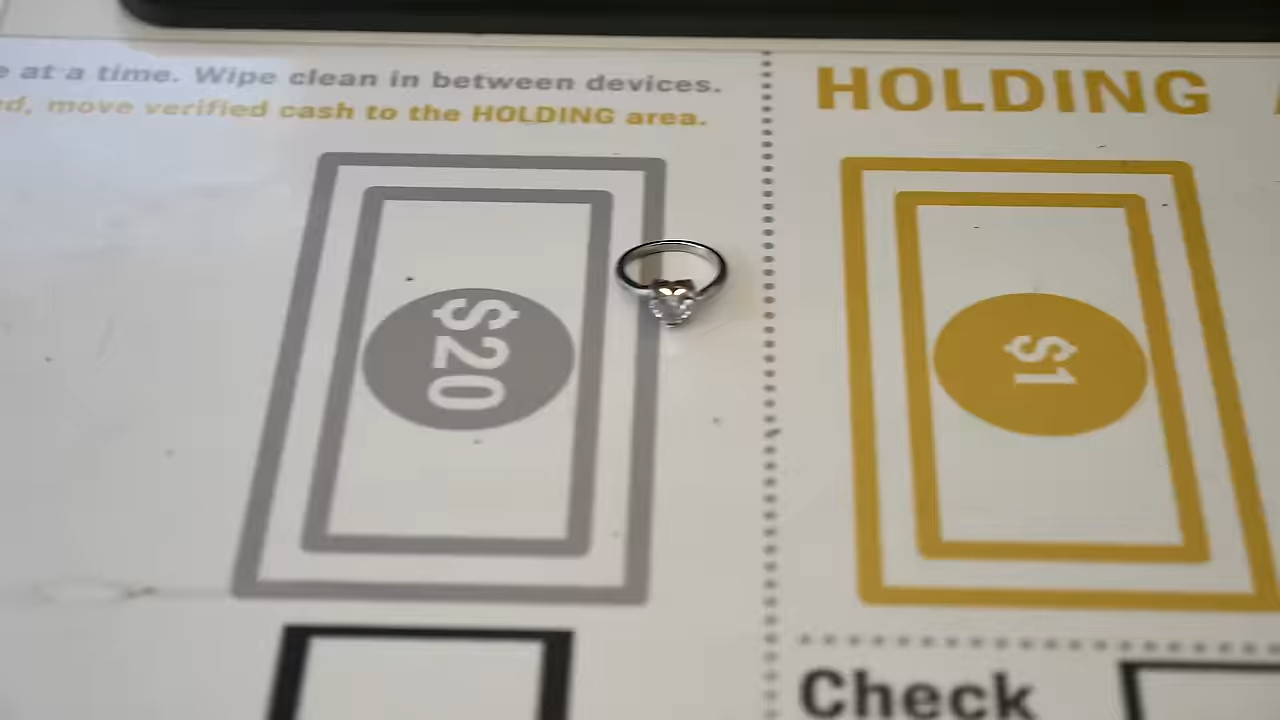 at a time. Wipe clean in between devices.
move verified cash to the HOLDING area.
HOLDING
$20
$1
Check